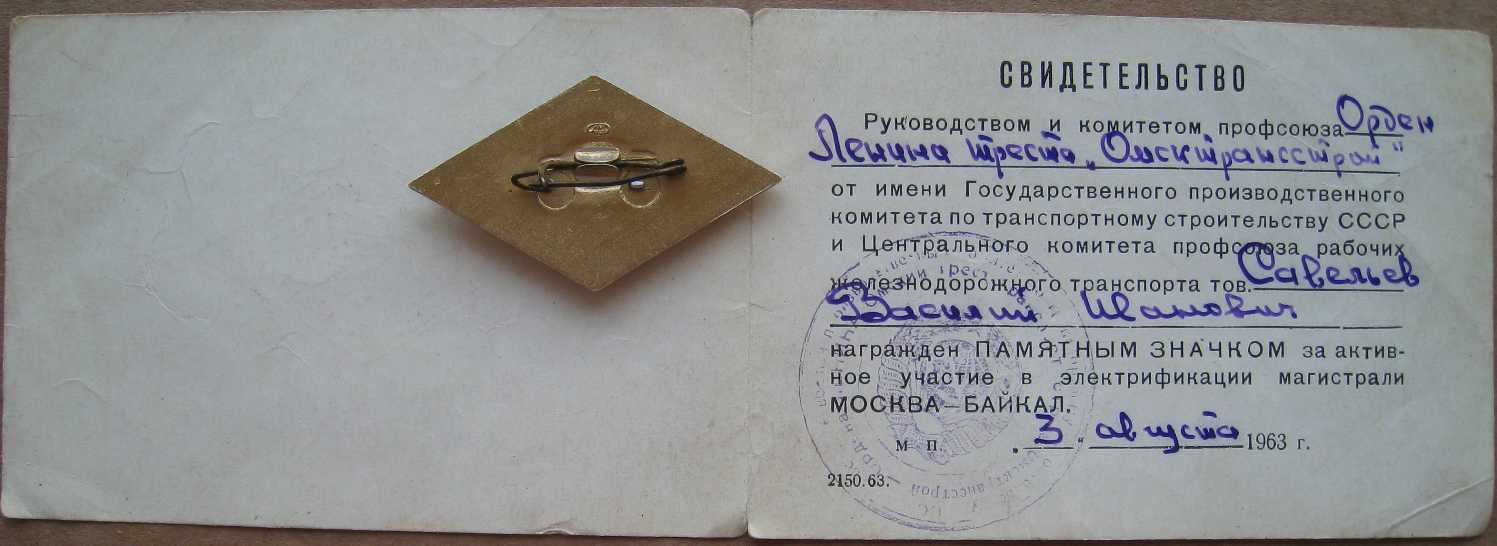 СВИДЕТЕЛЬСТВО
Руководством и комитетом профсоюза Орден
Ленина треста „Омсктрансстрой"
от имени Государственного производственного
комитета по транспортному строительству СССР
и Центрального комитета профсоюза рабочих
железнодорожного транспорта тов. Савельев
Василий Иванович
награжден ПАМЯТНЫМ ЗНАЧКОМ за актив-
ное участие в электрификации магистрали
МОСКВА—БАЙКАЛ.
м п. „3" августа 1963 г.
2150.63.